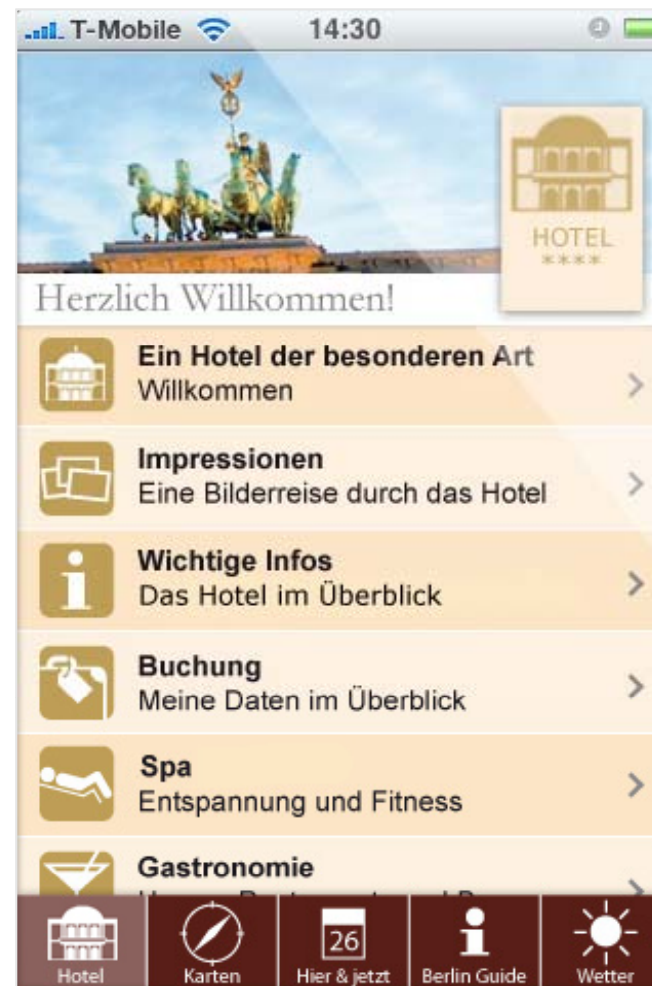 T-Mobile 14:30
HOTEL
****
Herzlich Willkommen!
Ein Hotel der besonderen Art
Willkommen
Impressionen
Eine Bilderreise durch das Hotel
Wichtige Infos
Das Hotel im Überblick
Buchung
Meine Daten im Überblick
Spa
Entspannung und Fitness
Gastronomie
26
Hotel Karten Hier & jetzt Berlin Guide Wetter